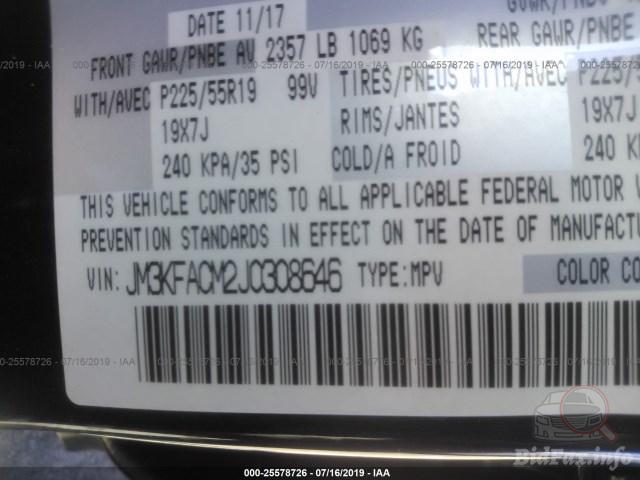 DATE 11/17
FRONT GAWR/PNBE AV 2357 LB 1069 KG
REAR GAWR/PNBE
WITH/AVEC P225/55R19 99V TIRES/PNEUS WITH/AVEC P225/
19X7J RIMS/JANTES 19X7J
240 KPA/35 PSI COLD/A FROID 240 K
THIS VEHICLE CONFORMS TO ALL APPLICABLE FEDERAL MOTOR V
PREVENTION STANDARDS IN EFFECT ON THE DATE OF MANUFACTU
VIN: JM3KFACM2J0308646 TYPE:MPV COLOR CO
000-25578726 - 07/16/2019 - IAA
BidFax.info